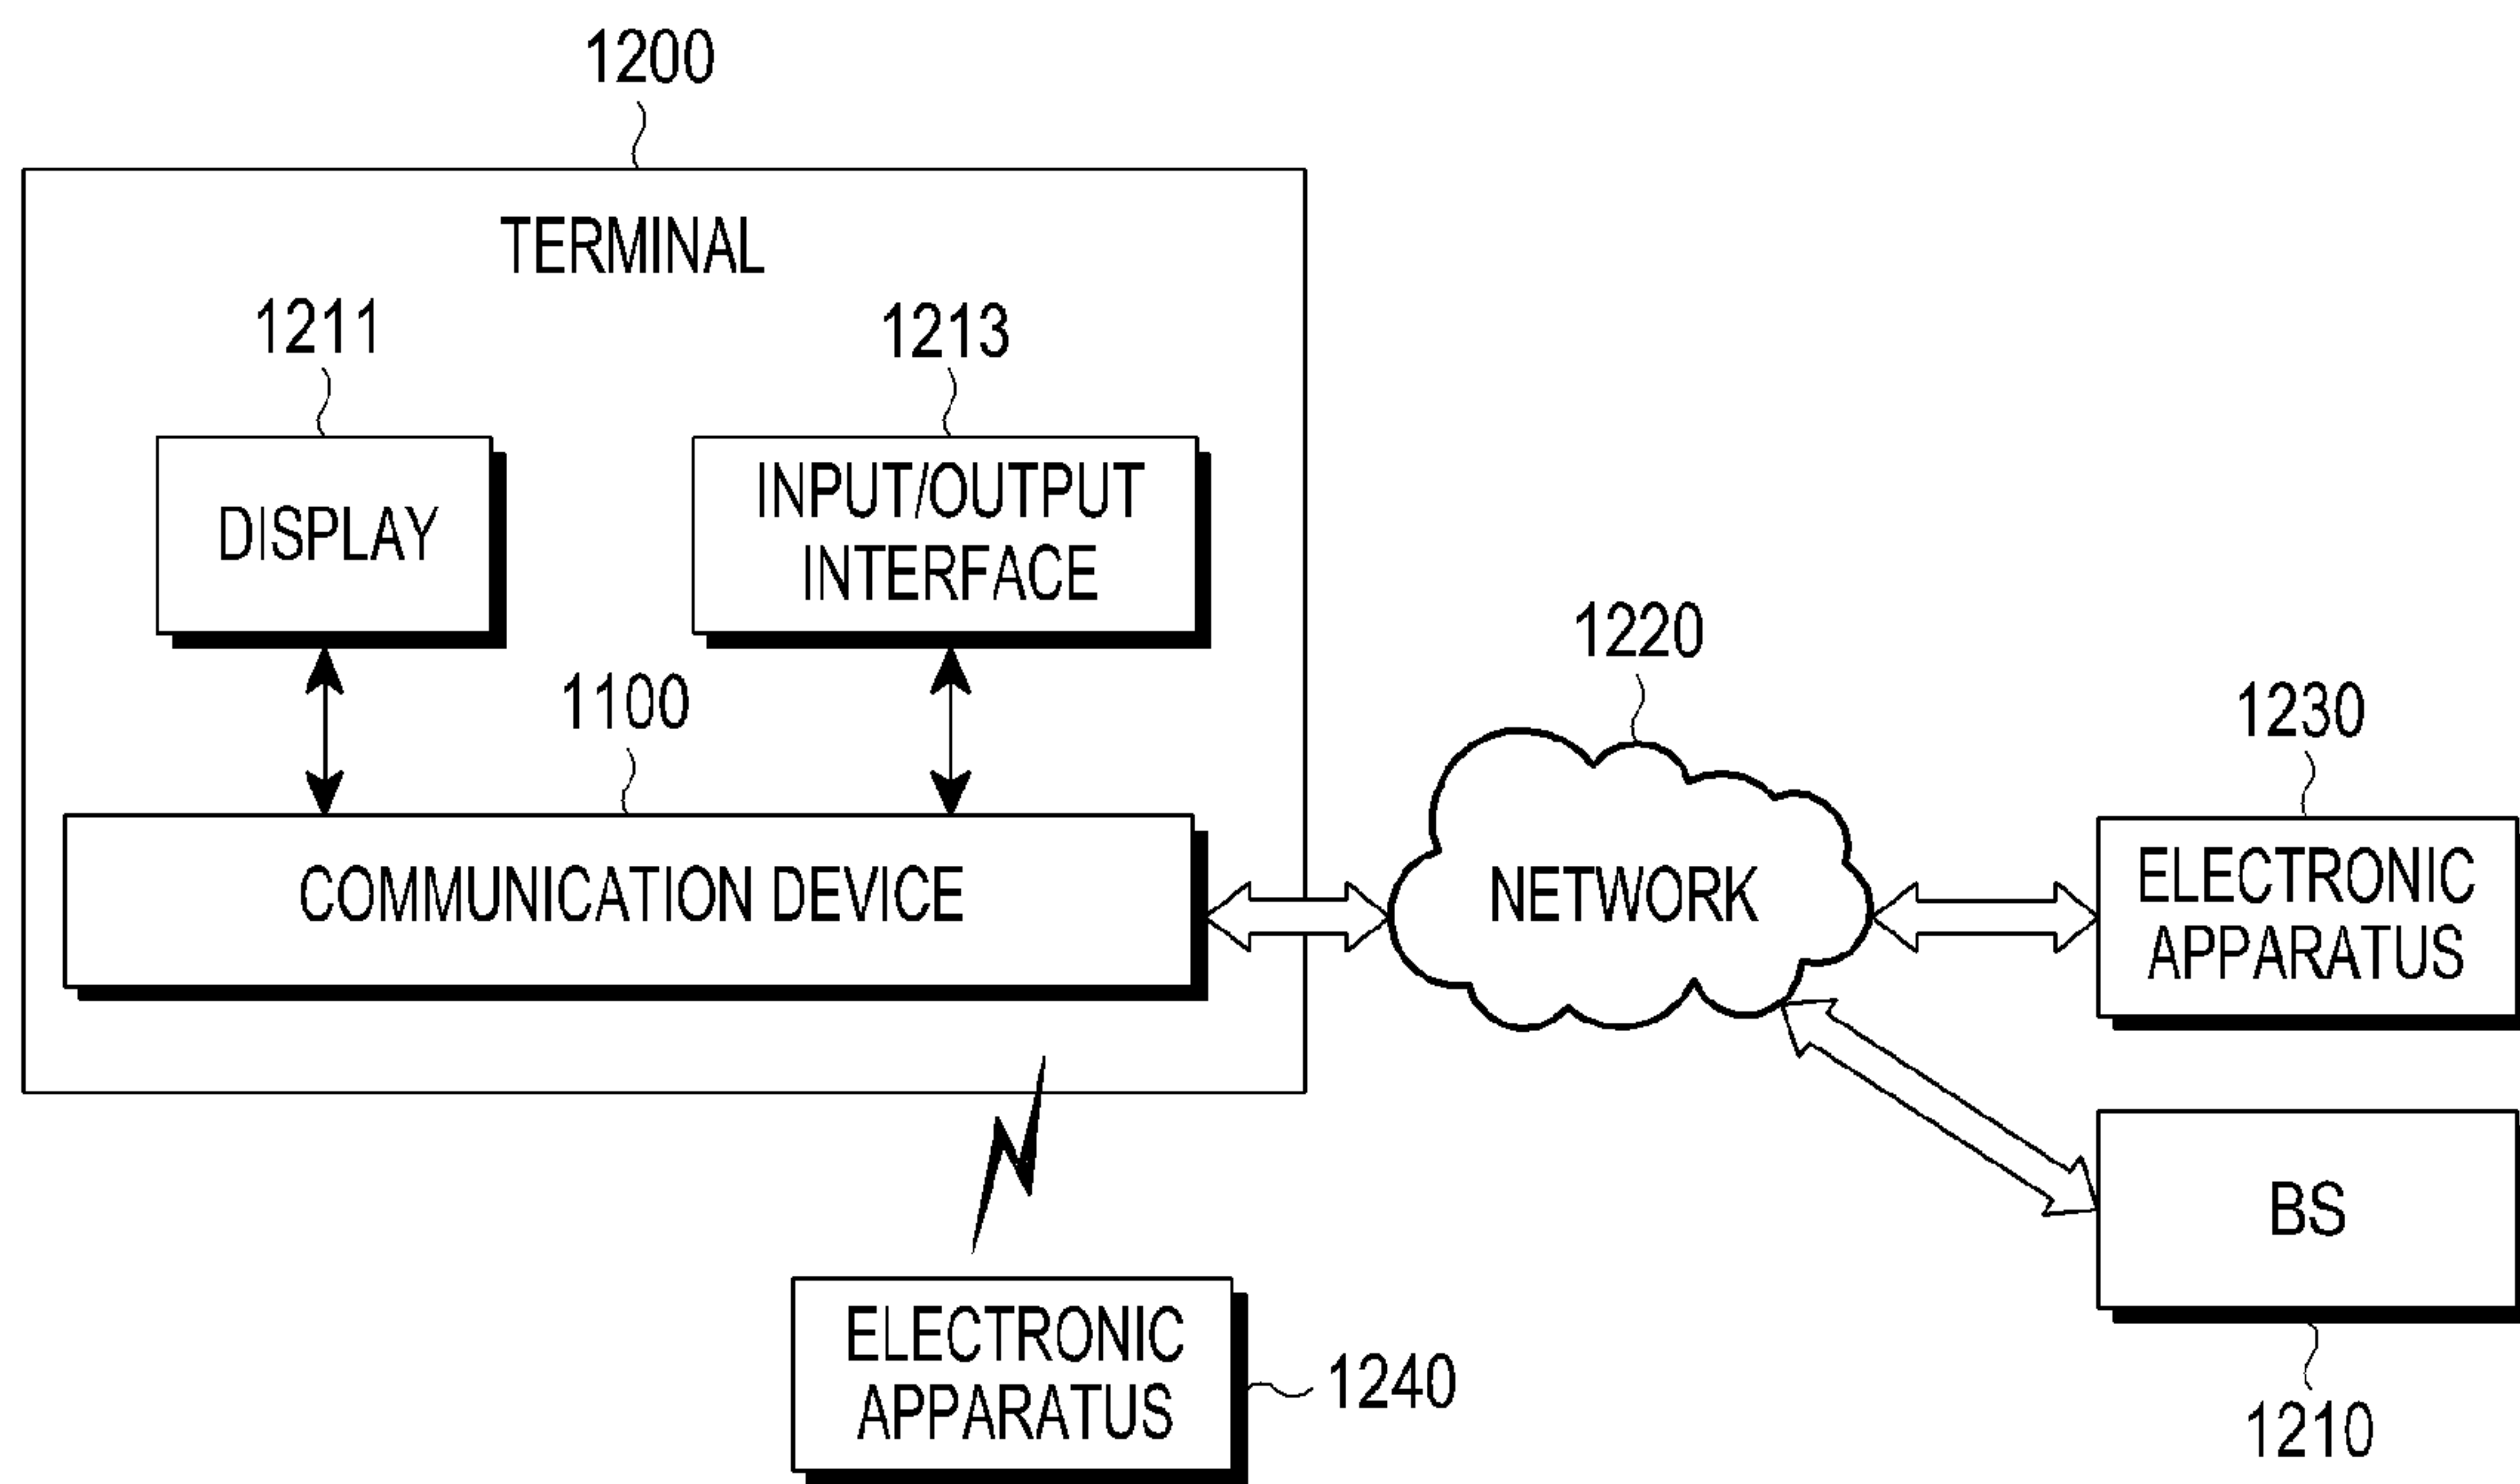 1200
TERMINAL
1211
1213
DISPLAY
INPUT/OUTPUT
INTERFACE
1100
COMMUNICATION DEVICE
1220
NETWORK
1230
ELECTRONIC
APPARATUS
BS
1210
ELECTRONIC
APPARATUS
1240